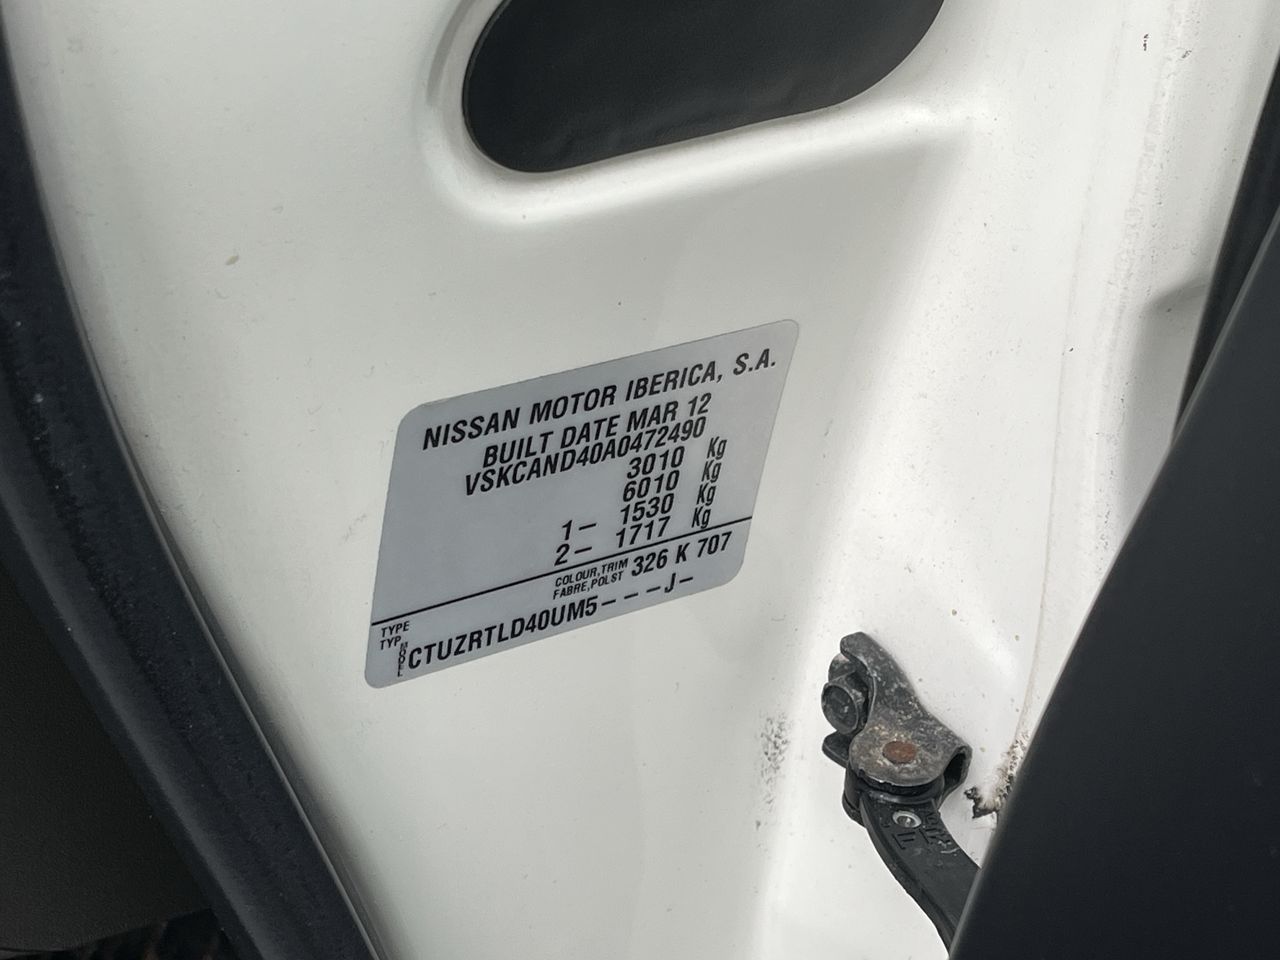 NISSAN MOTOR IBERICA, S.A.
BUILT DATE MAR 12
VSKCAND40A0472490
3010 Kg
6010 Kg
1- 1530 Kg
2- 1717 Kg
COLOUR,TRIM
FABRE,POLST 326 K 707
TYPE
TYP
MODEL CTUZRTLD40UM5---J-